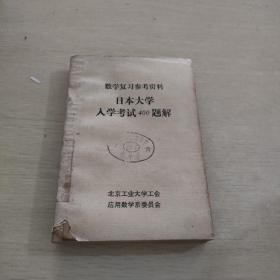 数学复习参考资料
日本大学
入学考试400题解
北京工业大学工会
应用数学系委员会